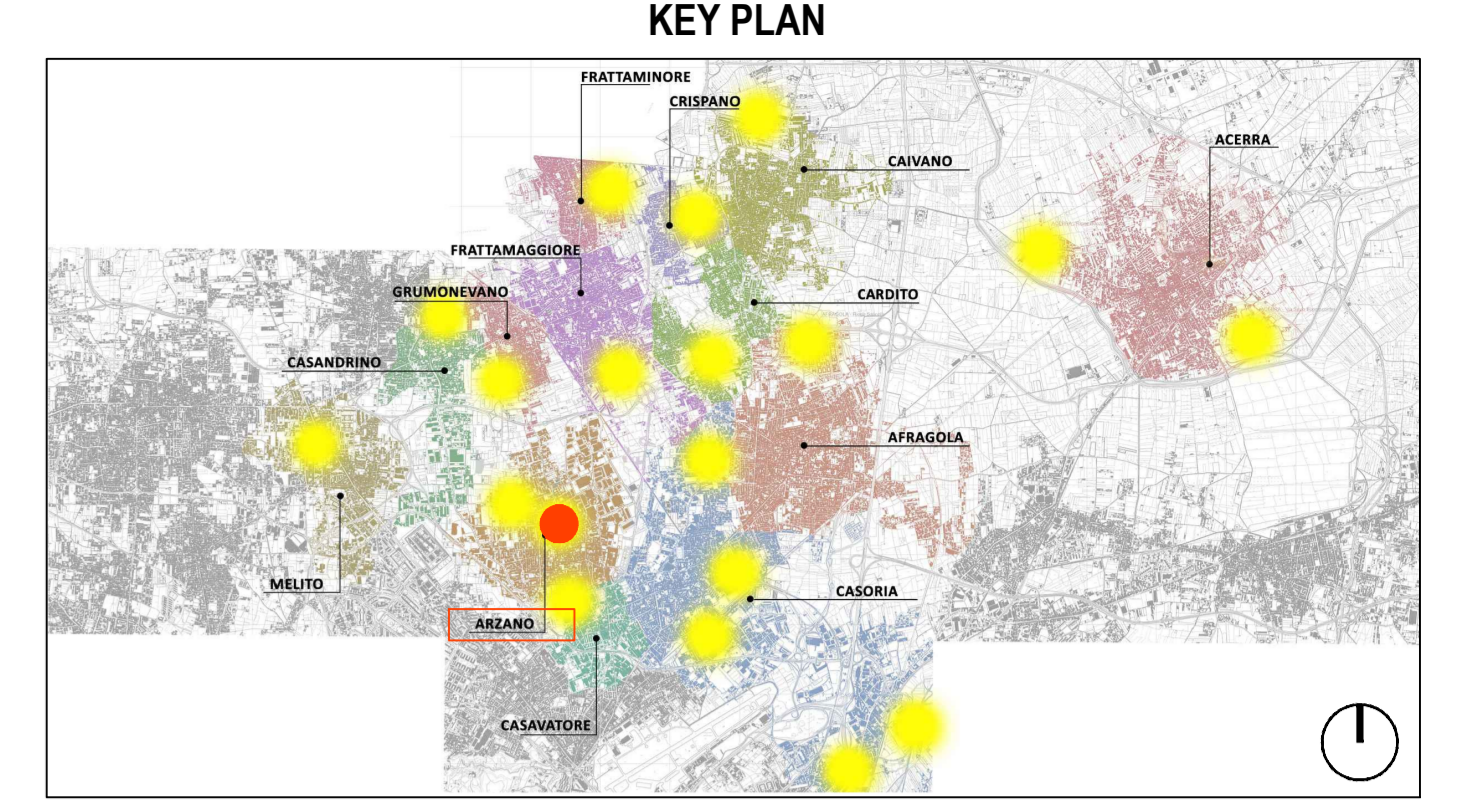 KEY PLAN
FRATTAMINORE
CRISPANO
ACERRA
CAIVANO
FRATTAMAGGIORE
GRUMONEVANO
CARDITO
CASANDRINO
AFRAGOLA
MELITO
CASORIA
ARZANO
CASAVATORE